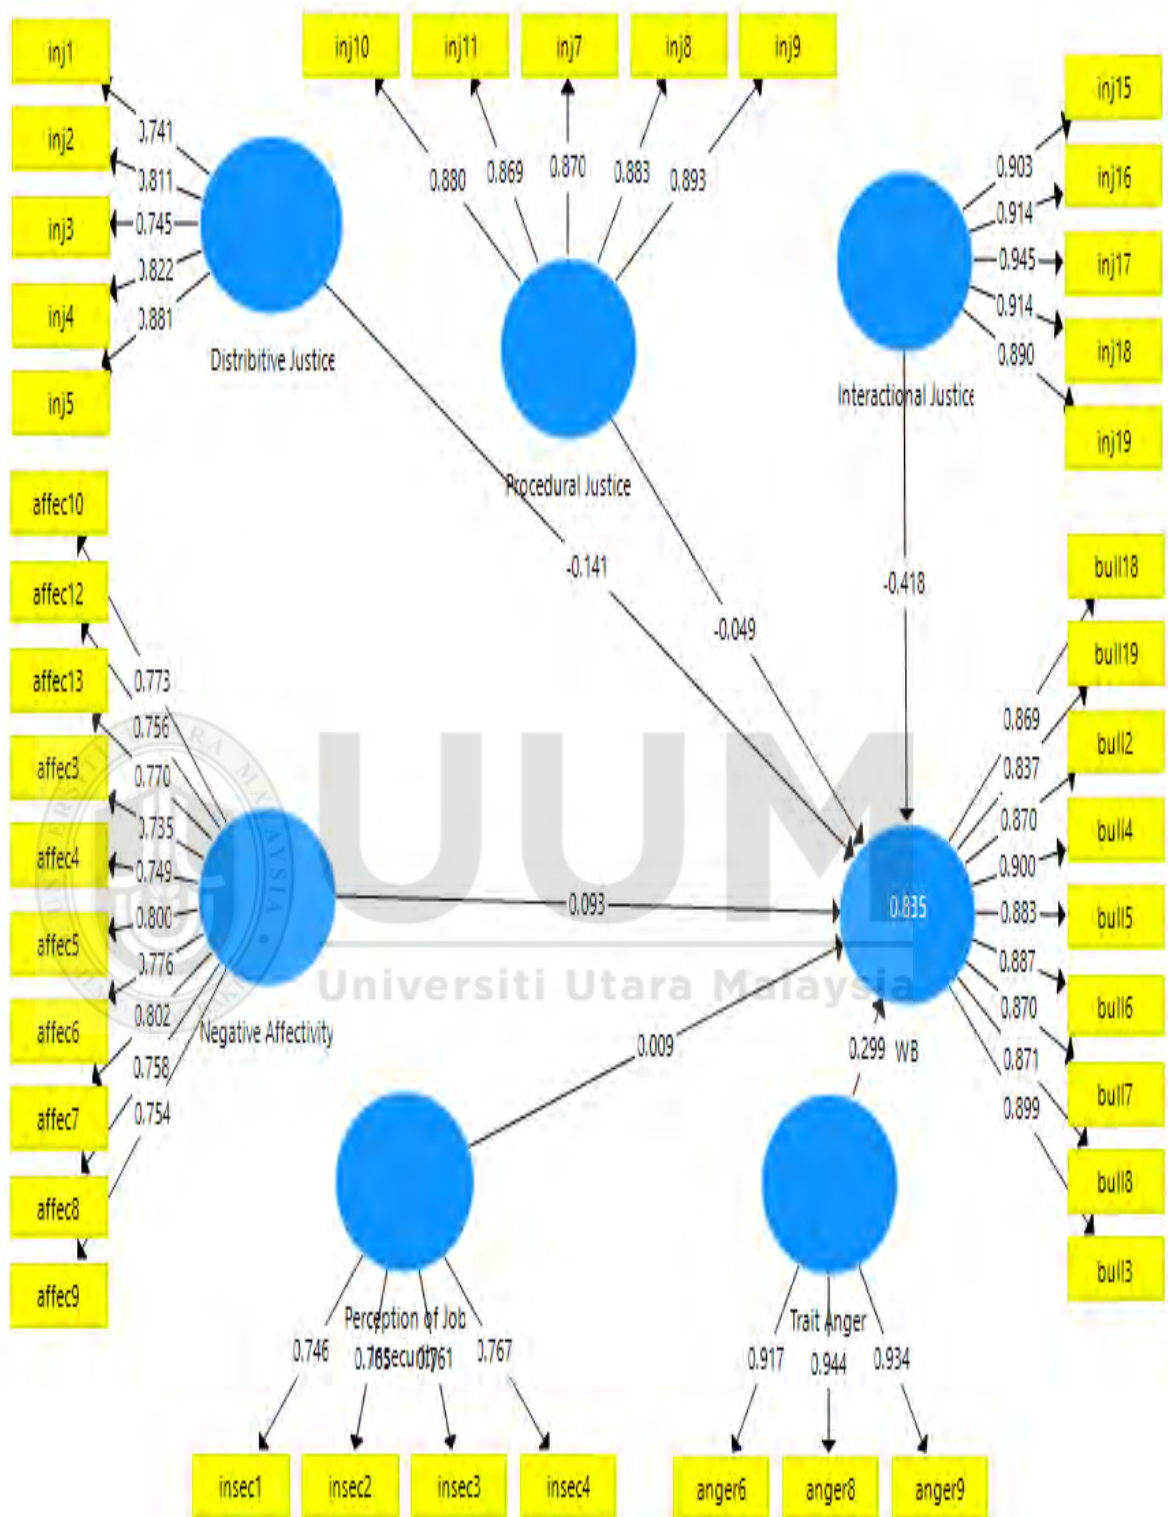 inj1
inj2
inj3
inj4
inj5
0.741
0.811
0.745
0.822
0.881
Distribitive Justice
inj10
inj11
inj7
inj8
inj9
0.880
0.869
0.870
0.883
0.893
Procedural Justice
inj15
inj16
inj17
inj18
inj19
0.903
0.914
0.945
0.914
0.890
Interactional Justice
-0.141
-0.049
-0.418
affec10
affec12
affec13
affec3
affec4
affec5
affec6
affec7
affec8
affec9
0.773
0.756
0.770
0.735
0.749
0.800
0.776
0.802
0.758
0.754
Negative Affectivity
0.093
0.835
WB
bull18
bull19
bull2
bull4
bull5
bull6
bull7
bull8
bull3
0.869
0.837
0.870
0.900
0.883
0.887
0.870
0.871
0.899
UUM
Universiti Utara Malaysia
UNIVERSITI UTARA MALAYSIA
0.009
0.299
Perception of Job
Insecurity
0.746
0.761
0.767
insec1
insec2
insec3
insec4
Trait Anger
0.917
0.944
0.934
anger6
anger8
anger9